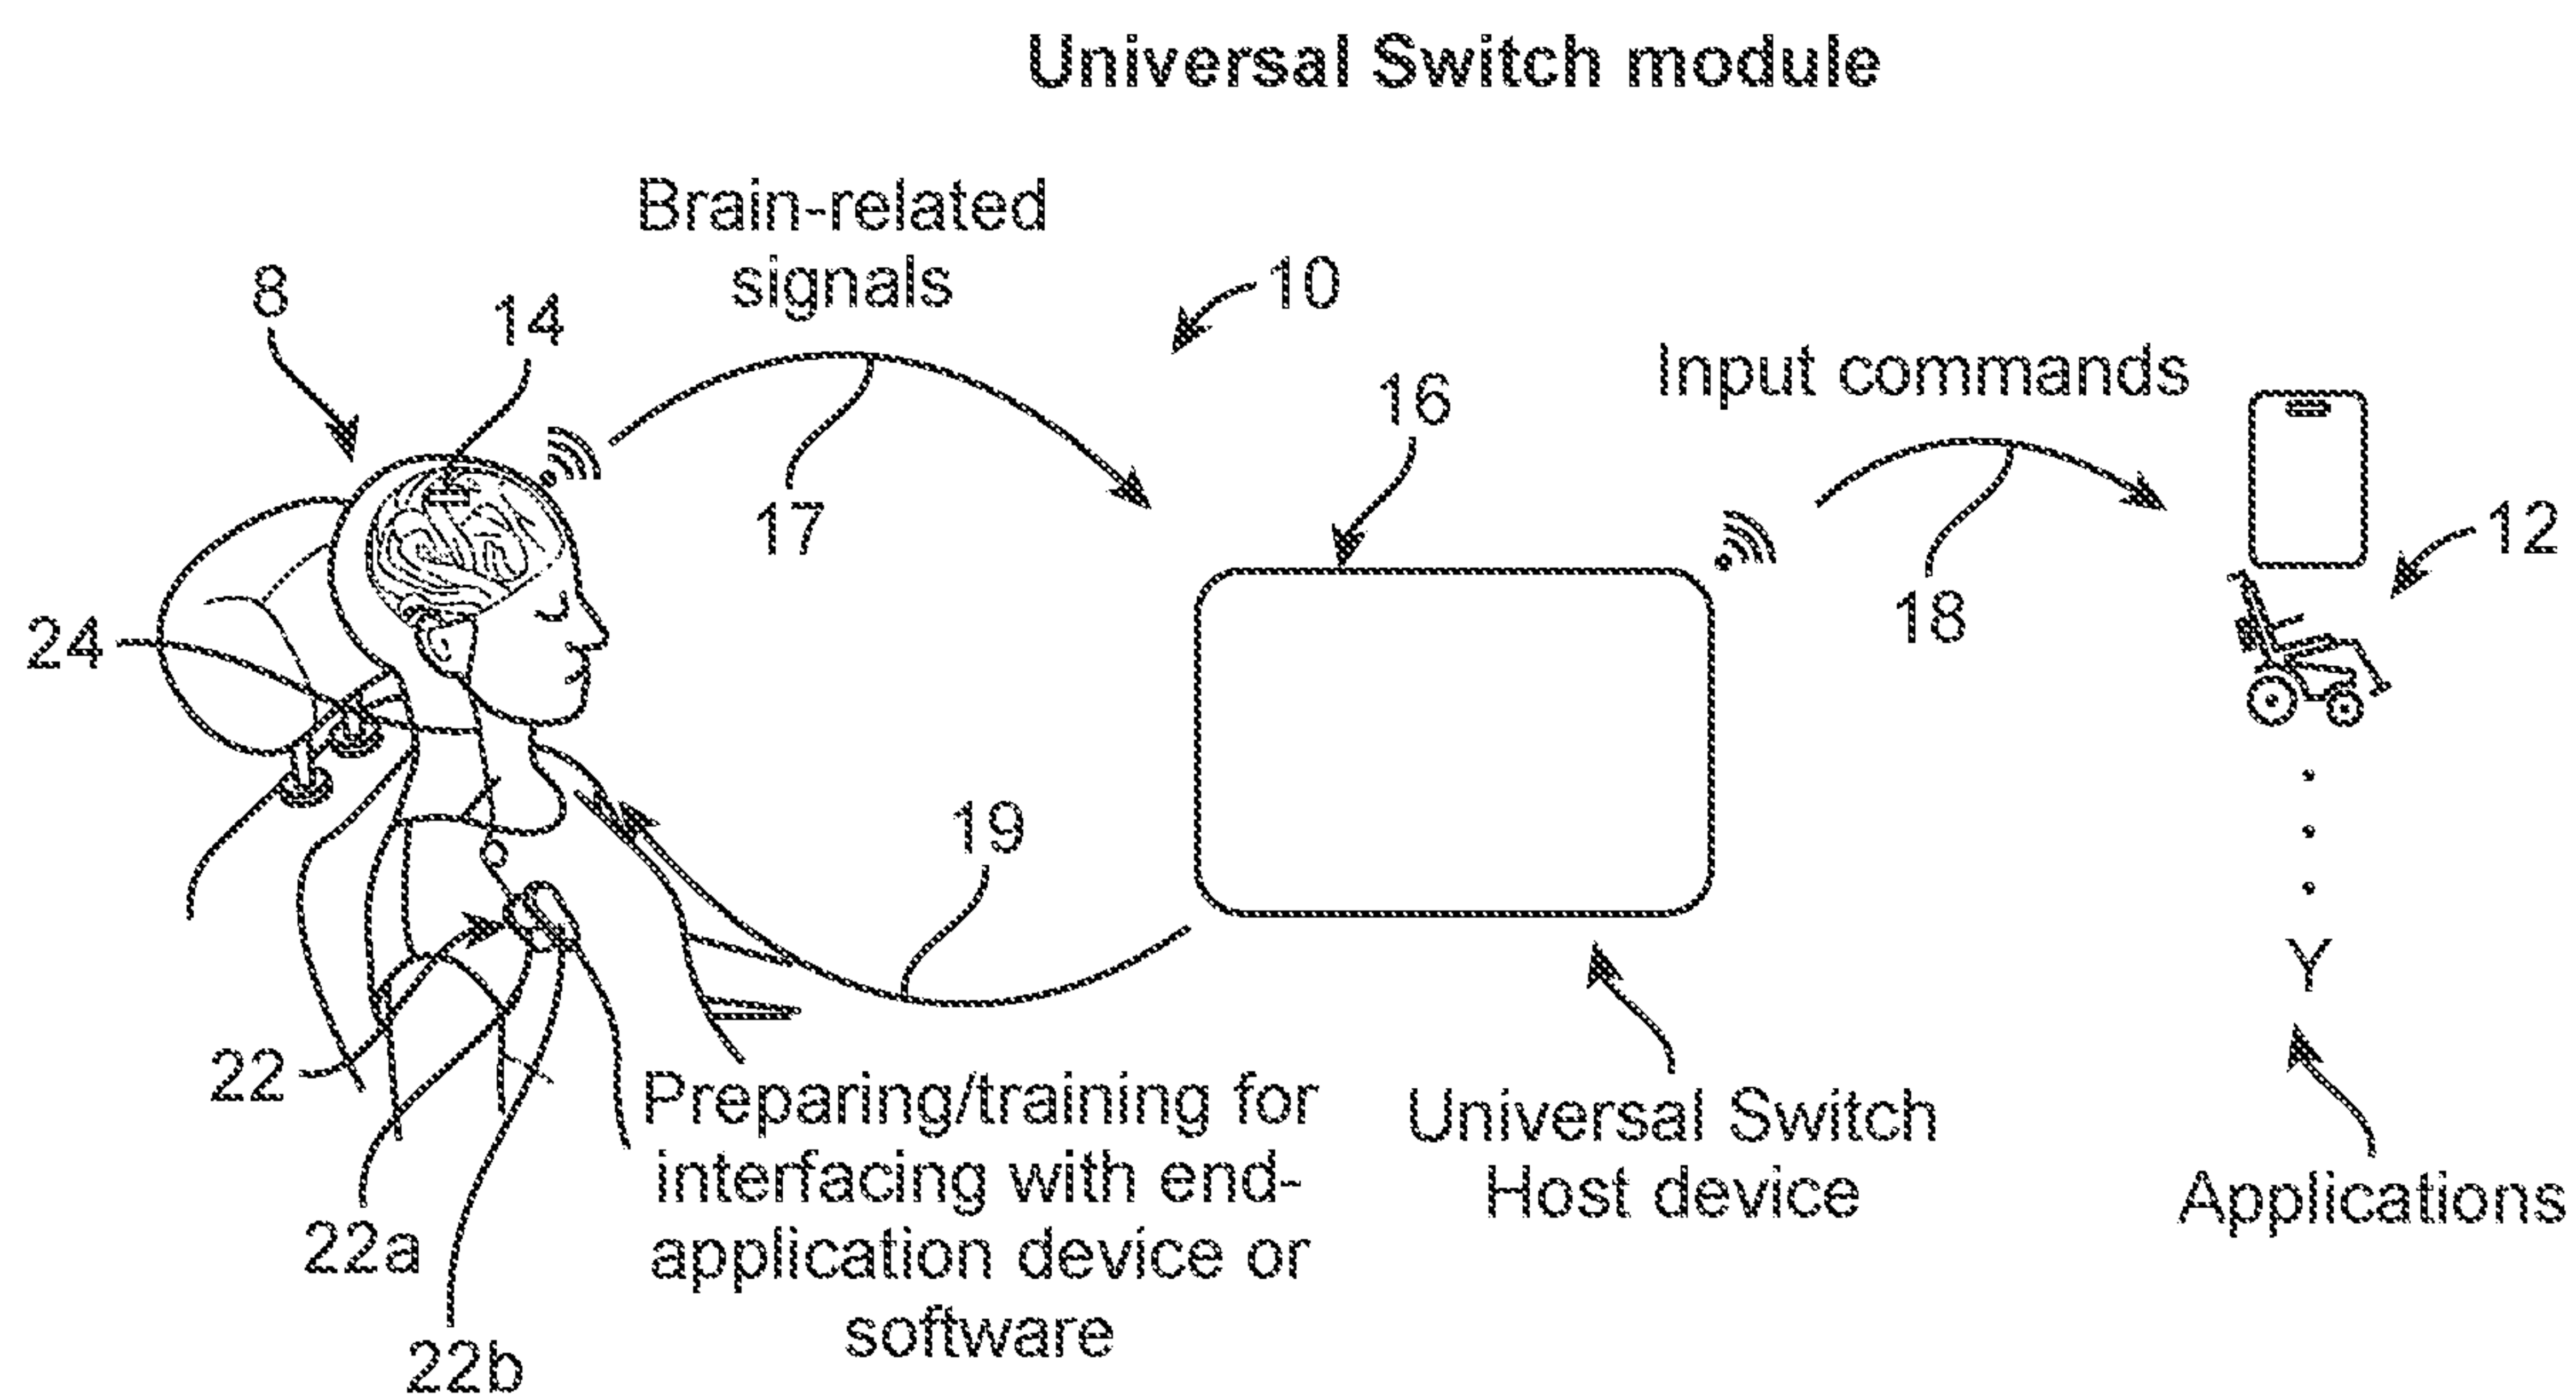 Universal Switch module
Brain-related
signals
8
14
10
Input commands
16
17
12
18
24
19
Y
22
Preparing/training for
interfacing with end-
application device or
software
Universal Switch
Host device
Applications
22a
22b